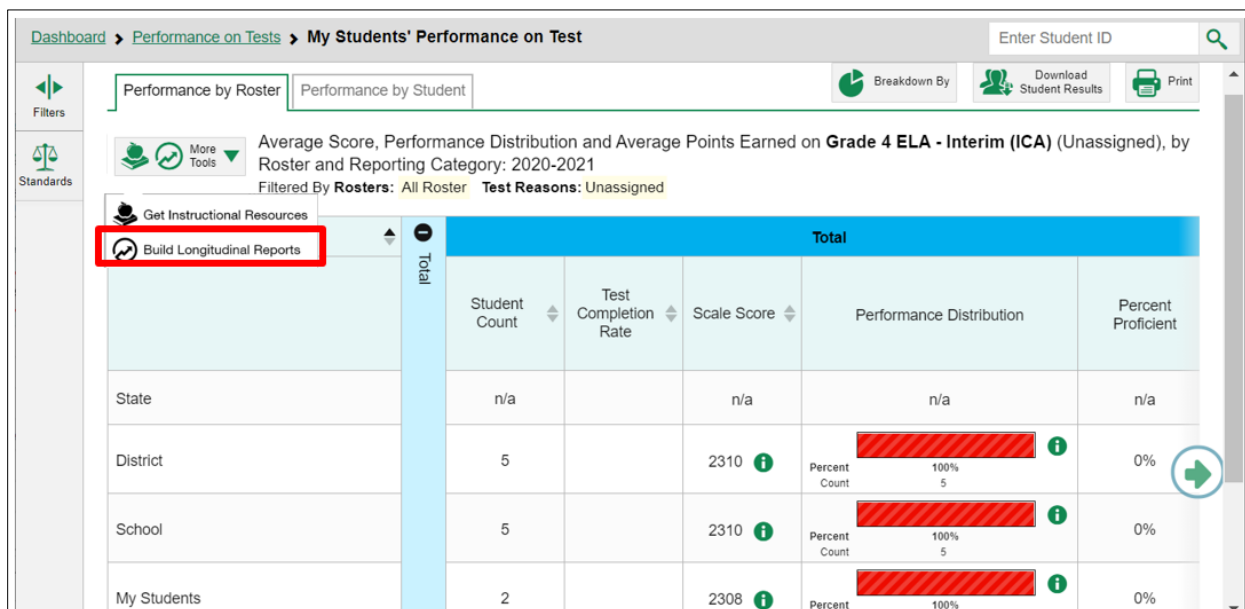 Dashboard > Performance on Tests > My Students' Performance on Test
Enter Student ID
Filters
Standards
Performance by Roster
Performance by Student
Breakdown By
Download
Student Results
Print
More
Tools
Average Score, Performance Distribution and Average Points Earned on Grade 4 ELA - Interim (ICA) (Unassigned), by
Roster and Reporting Category: 2020-2021
Filtered By Rosters: All Roster Test Reasons: Unassigned
Get Instructional Resources
Build Longitudinal Reports
Total
Total
Student
Count
Test
Completion
Rate
Scale Score
Performance Distribution
Percent
Proficient
State
n/a
n/a
n/a
n/a
District
5
2310
Percent 100%
Count 5
0%
School
5
2310
Percent 100%
Count 5
0%
My Students
2
2308
Percent 100%
0%